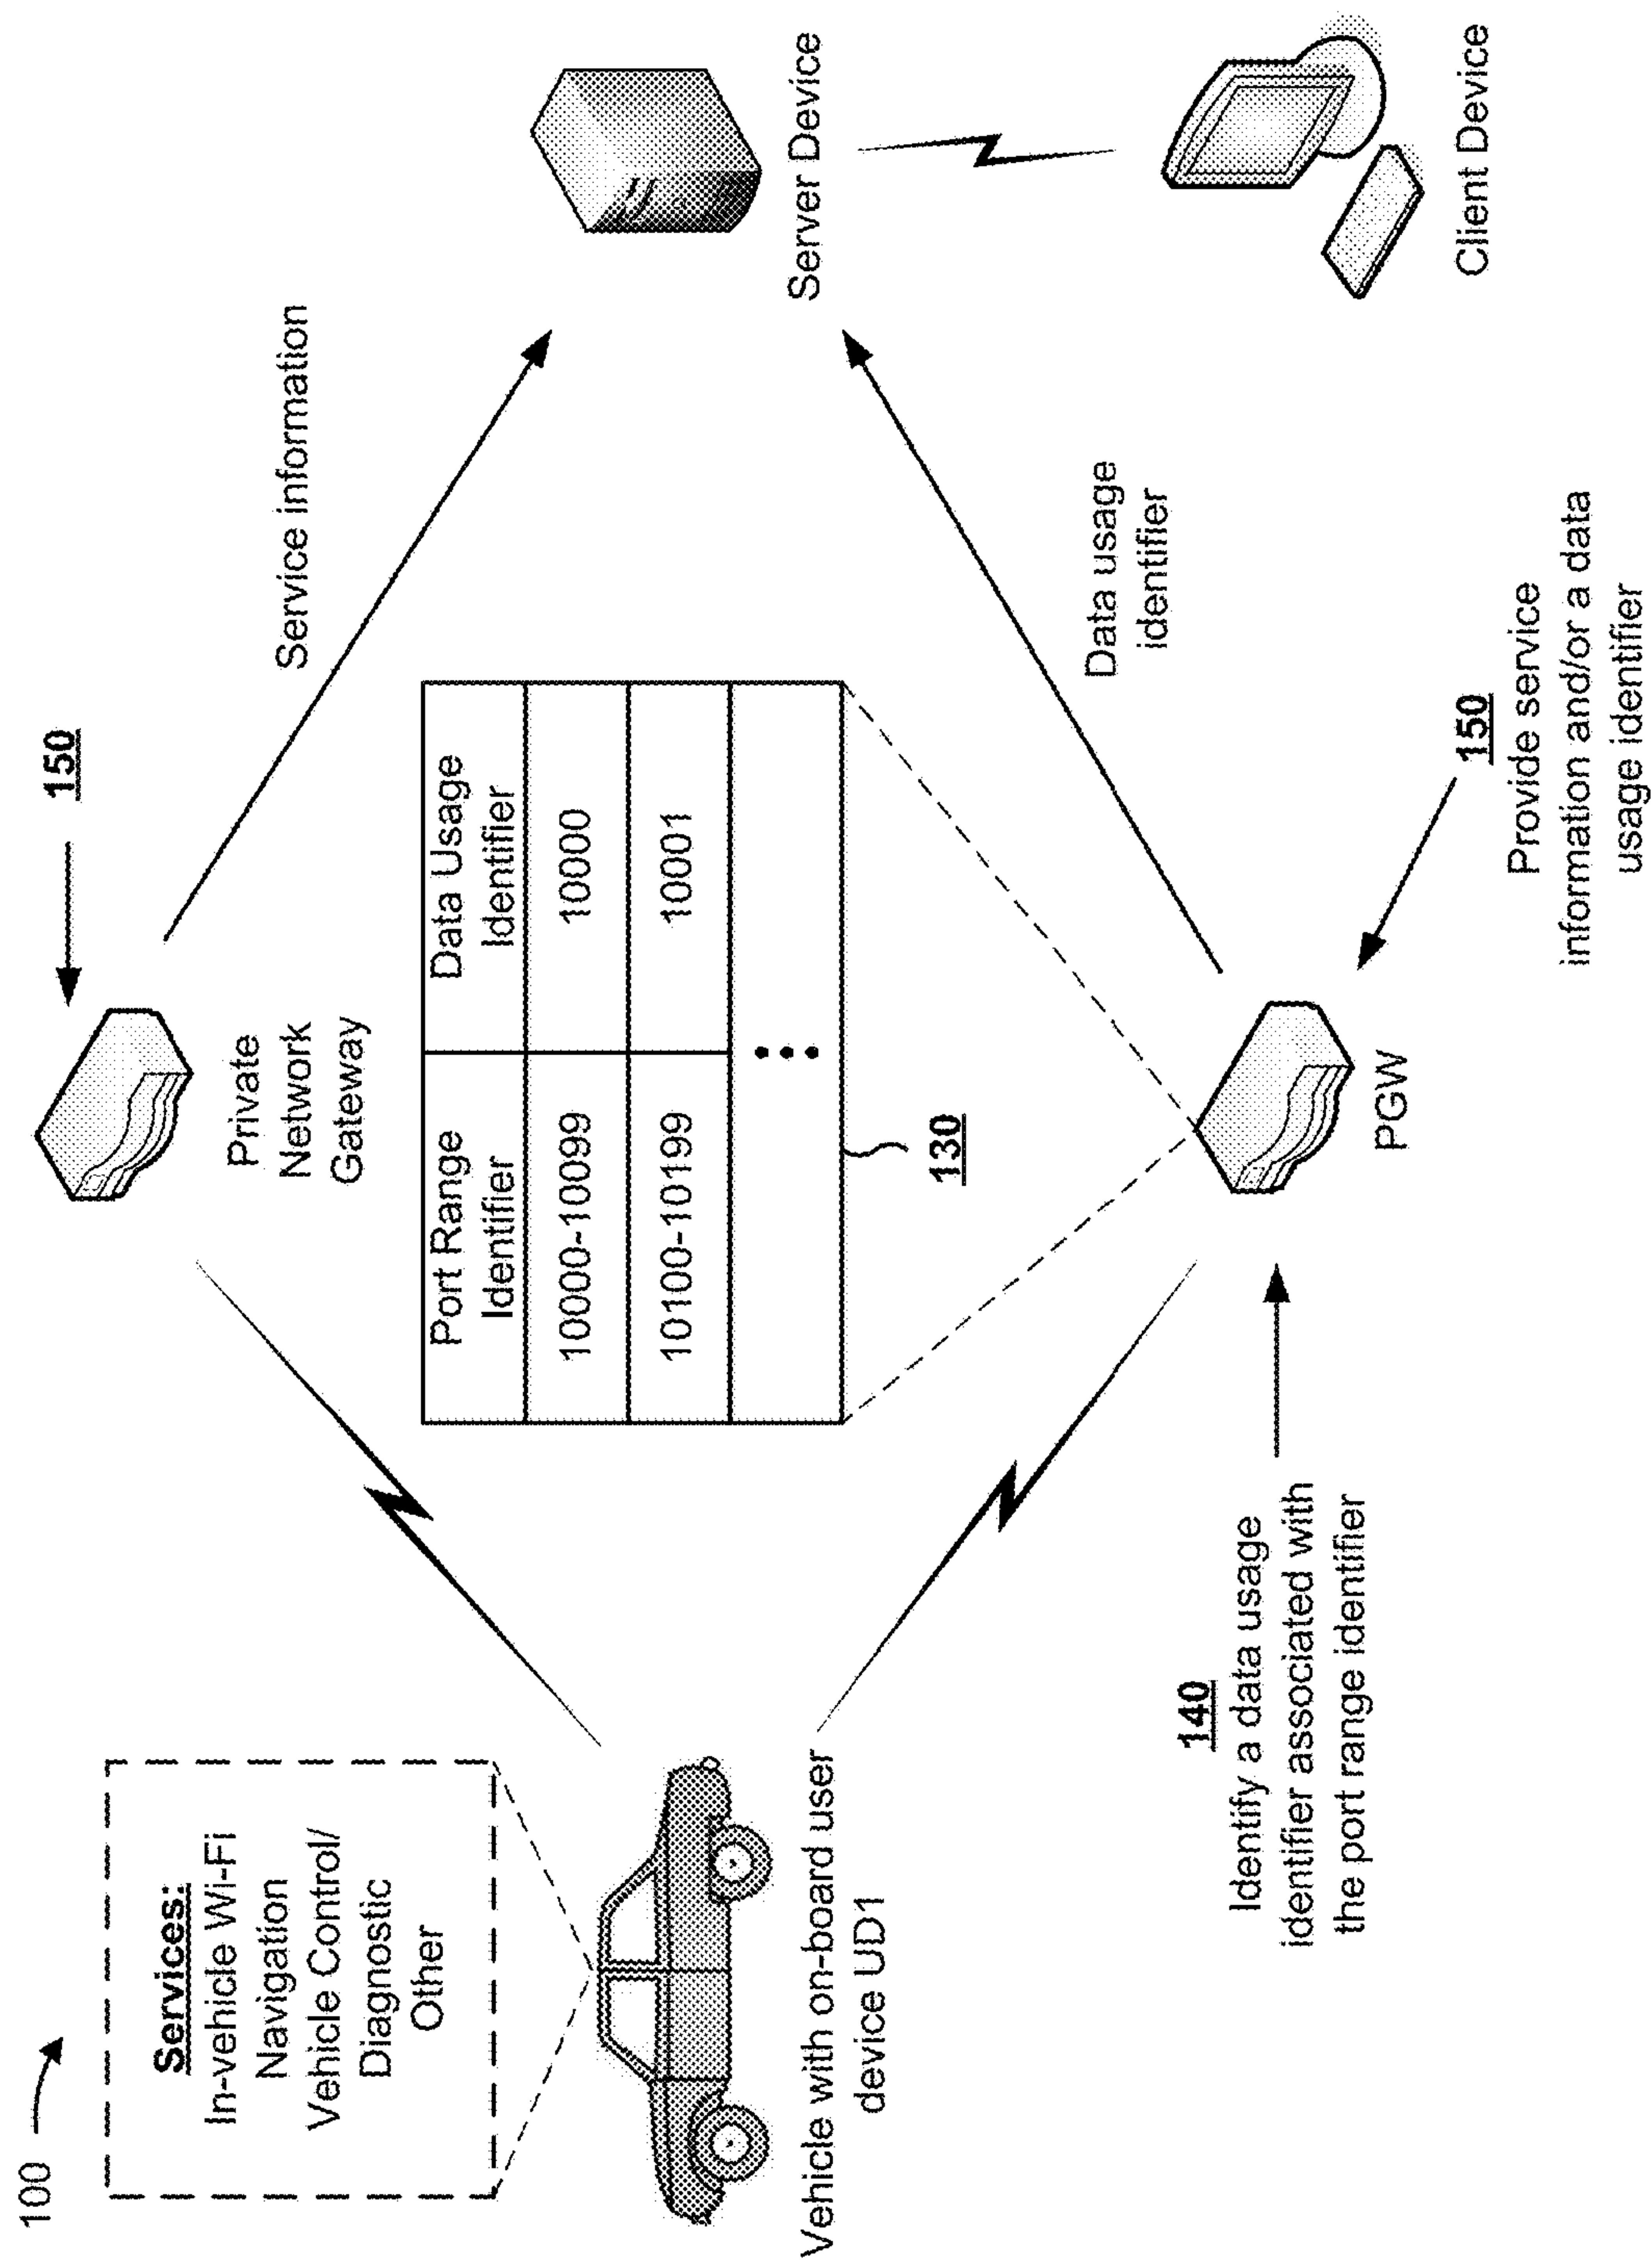 100
Services:
In-vehicle Wi-Fi
Navigation
Vehicle Control/
Diagnostic
Other
Vehicle with on-board user
device UD1
150
Private
Network
Gateway
Service information
Port Range
Identifier
Data Usage
Identifier
10000-10099
10000
10100-10199
10001
130
140
Identify a data usage
identifier associated with
the port range identifier
PGW
150
Provide service
information and/or a data
usage identifier
Data usage
identifier
Server Device
Client Device